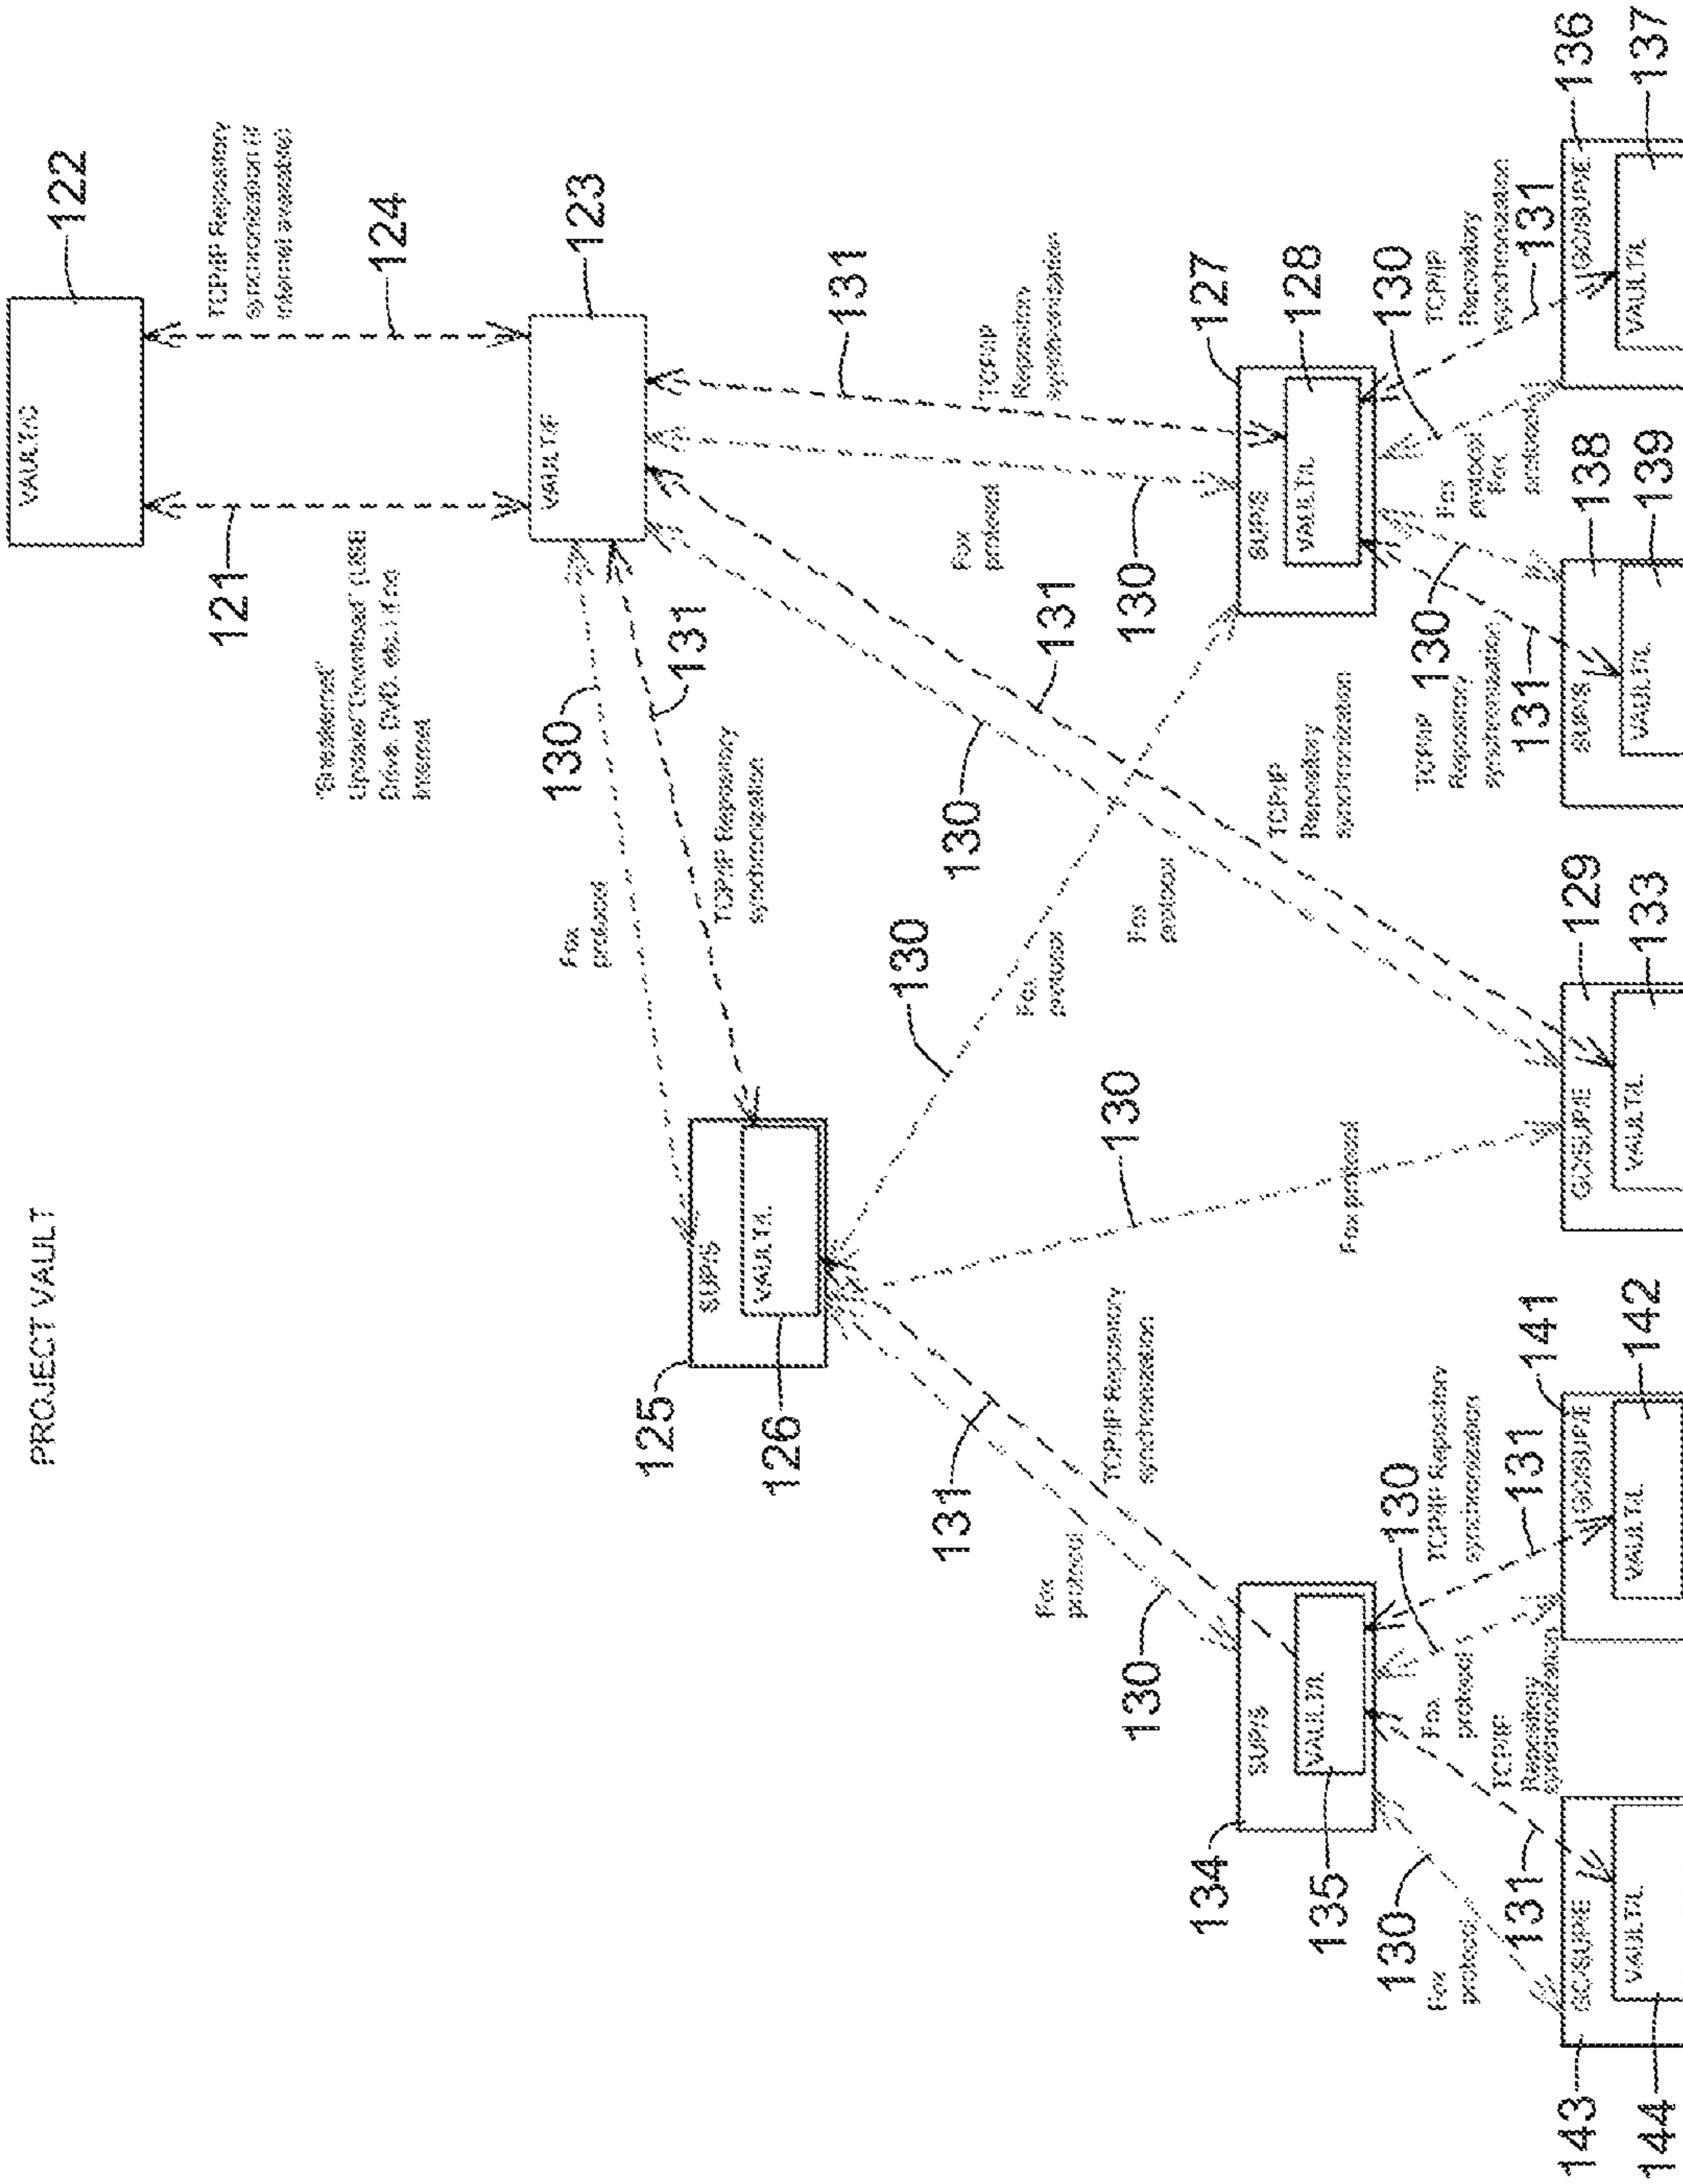 PROJECT VAULT
VAULT/C
122
121
"Sneakernet"
Update/"Download" (USB
Drive, DVD, etc.) if no
Internet
TCP/IP Repository
synchronization (if
Internet available)
124
VAULT/F
123
130
Fox
protocol
131
TCP/IP Repository
synchronization
SUP/S
VAULT/L
125
126
131
TCP/IP
Repository
synchronization
Fox
protocol
130
130
131
TCP/IP
Repository
synchronization
Fox
protocol
130
Fox
protocol
130
Fox protocol
131
TCP/IP Repository
synchronization
Fox
protocol
130
SUP/S
VAULT/L
127
128
SUP/S
VAULT/L
134
135
130
Fox
protocol
131
TCP/IP
Repository
synchronization
130
Fox
protocol
131
TCP/IP Repository
synchronization
131
TCP/IP
Repository
synchronization
130
Fox
protocol
130
Fox
protocol
131
TCP/IP
Repository
synchronization
GC/SUP/E
VAULT/L
143
144
GC/SUP/E
VAULT/L
141
142
GC/SUP/E
VAULT/L
129
133
SUP/S
VAULT/L
138
139
GC/SUP/E
VAULT/L
136
137